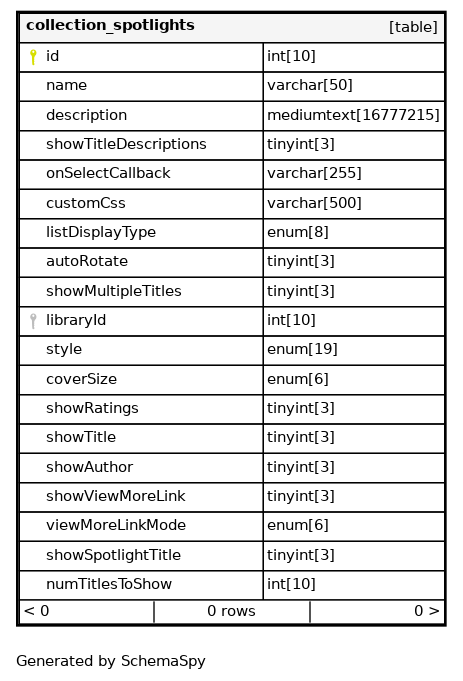 collection_spotlights [table]
id int[10]
name varchar[50]
description mediumtext[16777215]
showTitleDescriptions tinyint[3]
onSelectCallback varchar[255]
customCss varchar[500]
listDisplayType enum[8]
autoRotate tinyint[3]
showMultipleTitles tinyint[3]
libraryId int[10]
style enum[19]
coverSize enum[6]
showRatings tinyint[3]
showTitle tinyint[3]
showAuthor tinyint[3]
showViewMoreLink tinyint[3]
viewMoreLinkMode enum[6]
showSpotlightTitle tinyint[3]
numTitlesToShow int[10]
< 0 0 rows 0 >
Generated by SchemaSpy